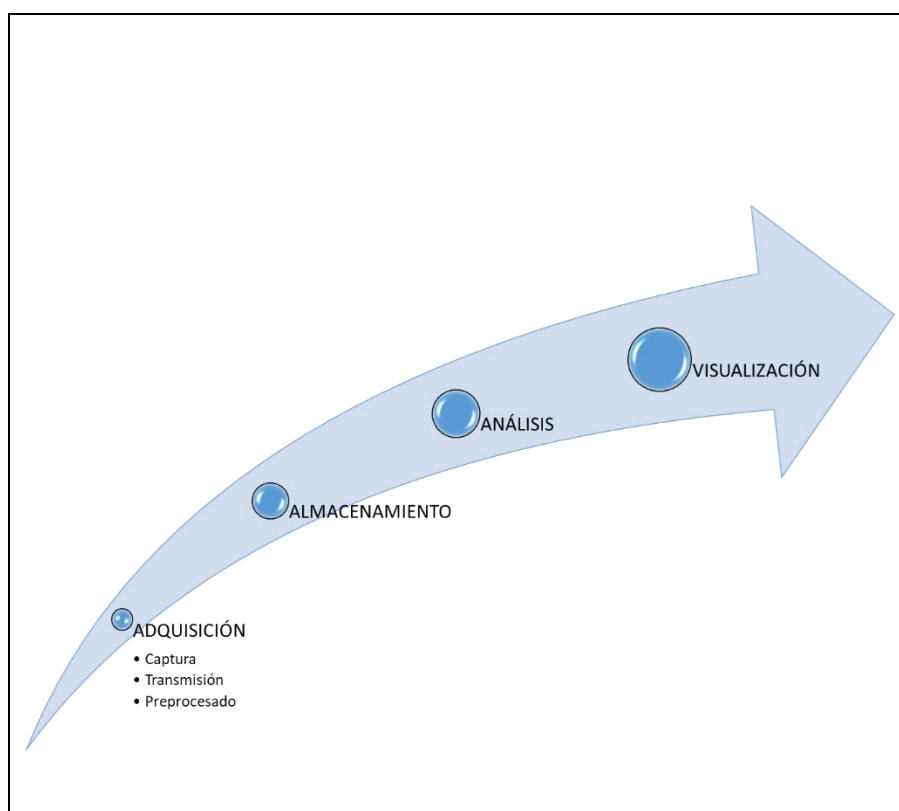 VISUALIZACIÓN
ANÁLISIS
ALMACENAMIENTO
ADQUISICIÓN
• Captura
• Transmisión
• Preprocesado